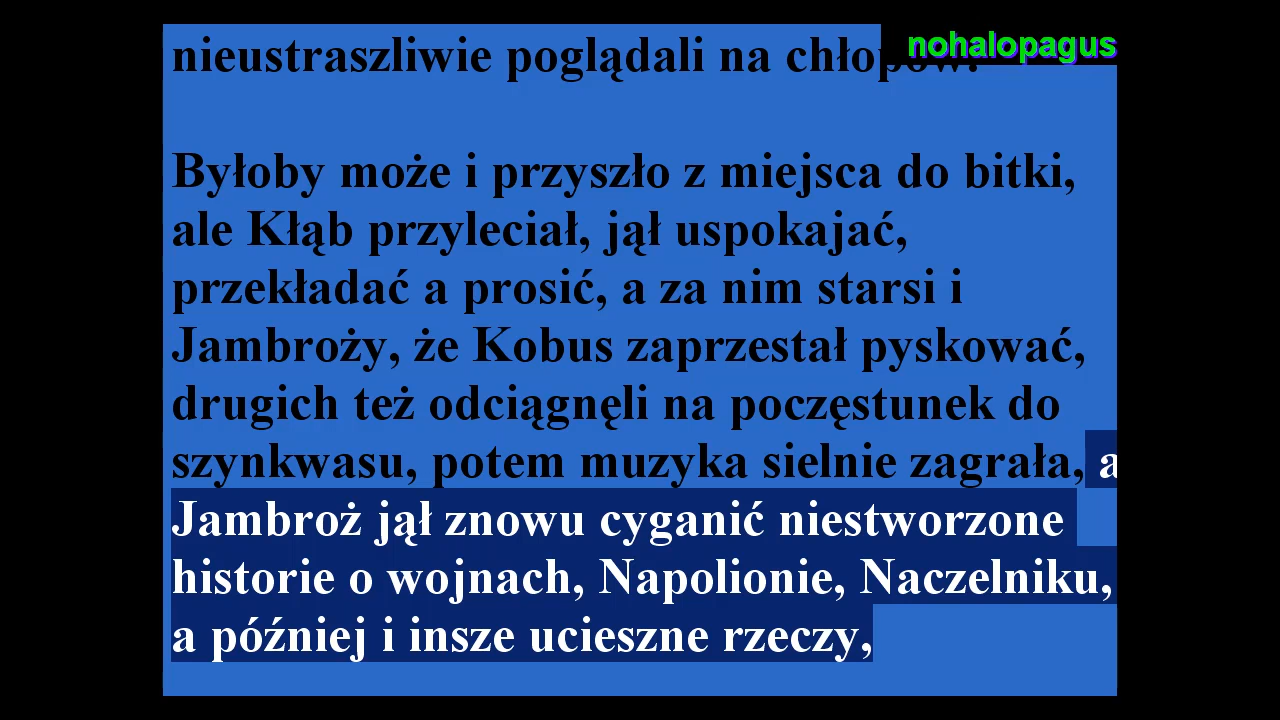 nieustraszliwie poglądali na chłopów.
nohalopagus
Byłoby może i przyszło z miejsca do bitki,
ale Kłąb przyleciał, jął uspokajać,
przekładać a prosić, a za nim starsi i
Jambroży, że Kobus zaprzestał pyskować,
drugich też odciągnęli na poczęstunek do
szynkwasu, potem muzyka sielnie zagrała, a
Jambroż jął znowu cyganić niestworzone
historie o wojnach, Napolionie, Naczelniku,
a później i insze ucieszne rzeczy,